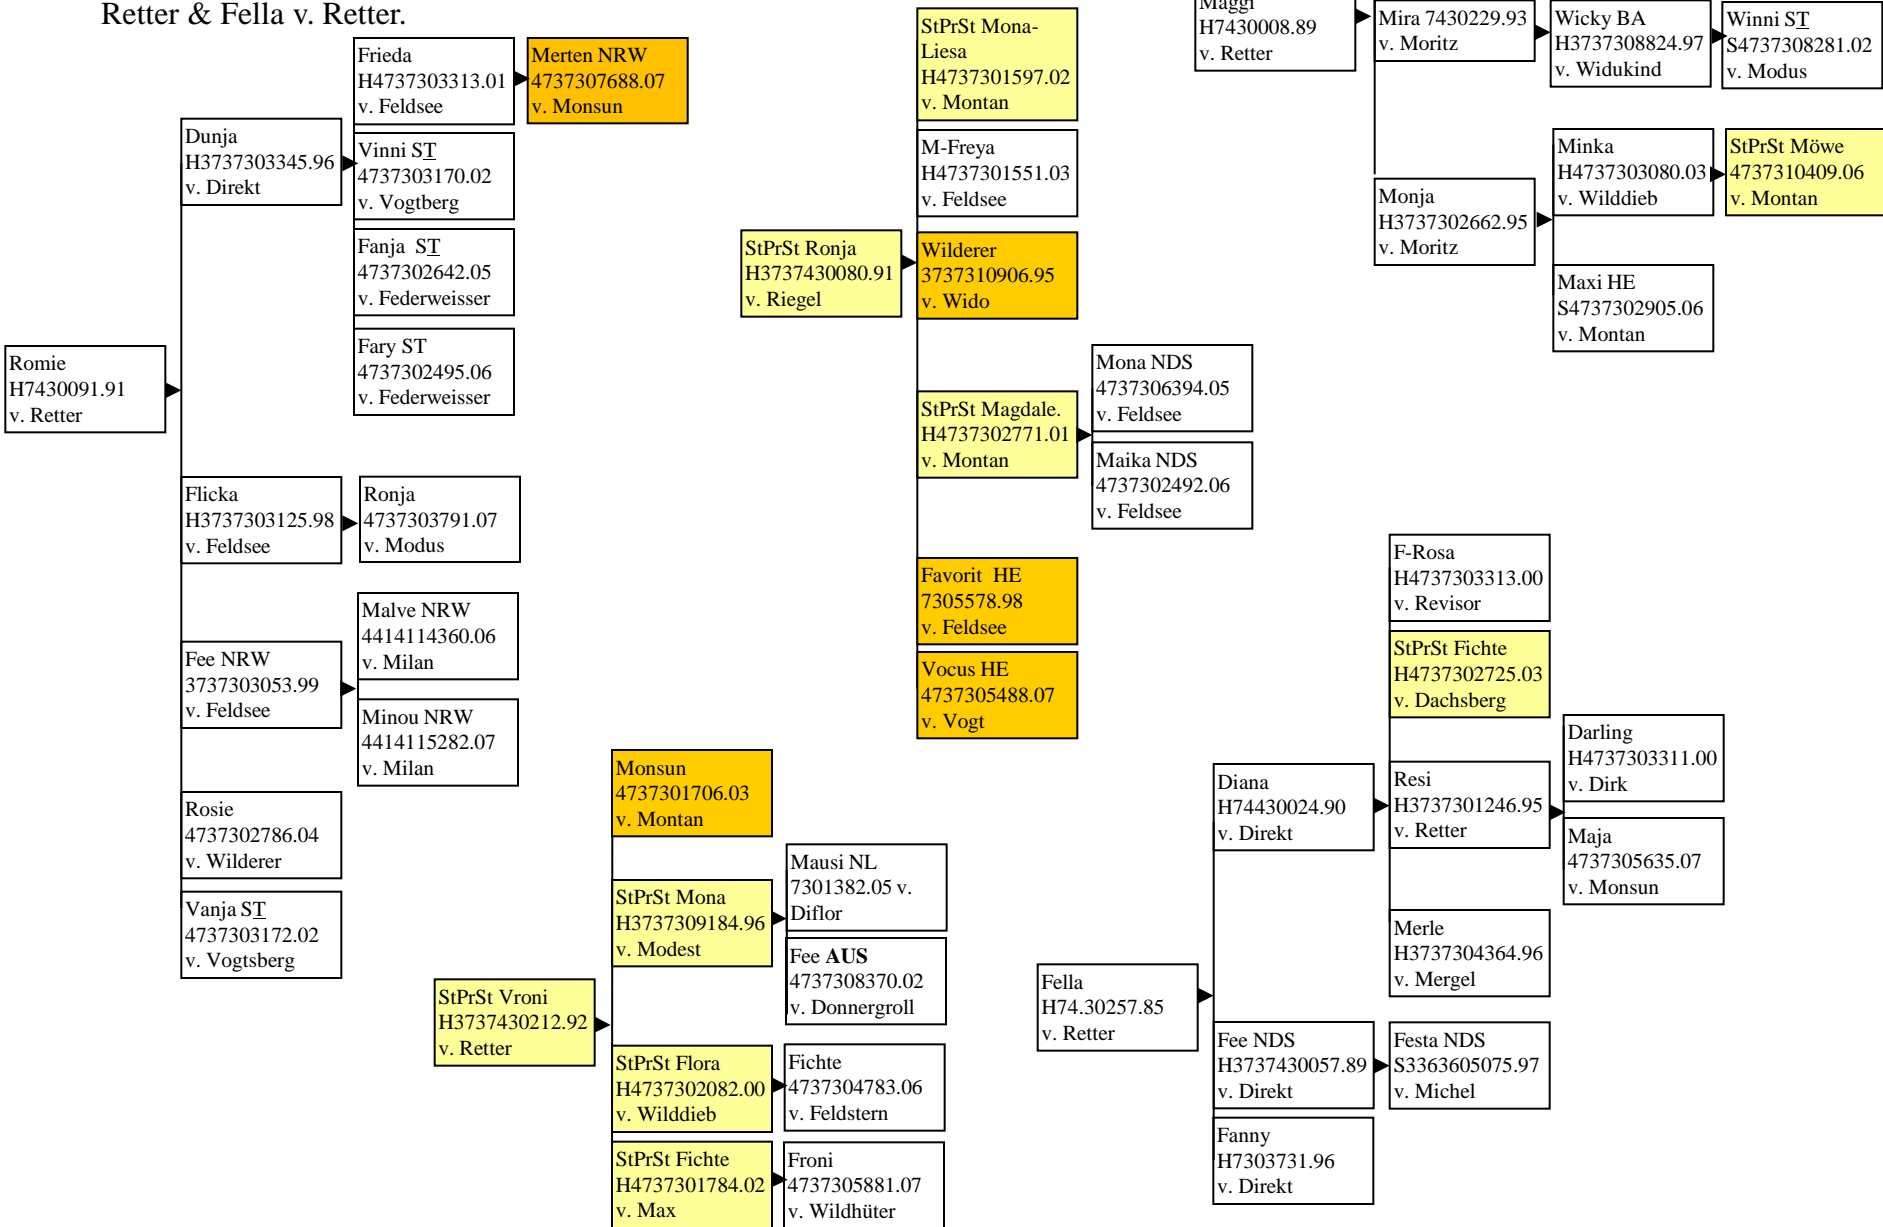 Retter & Fella v. Retter.
Romie
H7430091.91
v. Retter
Dunja
H3737303345.96
v. Direkt
Frieda
H4737303313.01
v. Feldsee
Merten NRW
4737307688.07
v. Monsun
Vinni ST
4737303170.02
v. Vogtberg
Fanja ST
4737302642.05
v. Federweisser
Fary ST
4737302495.06
v. Federweisser
Flicka
H3737303125.98
v. Feldsee
Ronja
4737303791.07
v. Modus
Fee NRW
3737303053.99
v. Feldsee
Malve NRW
4414114360.06
v. Milan
Minou NRW
4414115282.07
v. Milan
Rosie
4737302786.04
v. Wilderer
Vanja ST
4737303172.02
v. Vogtsberg
StPrSt Vroni
H3737430212.92
v. Retter
Monsun
4737301706.03
v. Montan
StPrSt Mona
H3737309184.96
v. Modest
Mausi NL
7301382.05 v.
Diflor
Fee AUS
4737308370.02
v. Donnergroll
StPrSt Flora
H4737302082.00
v. Wilddieb
Fichte
4737304783.06
v. Feldstern
StPrSt Fichte
H4737301784.02
v. Max
Froni
4737305881.07
v. Wildhüter
StPrSt Ronja
H3737430080.91
v. Riegel
StPrSt Mona-
Liesa
H4737301597.02
v. Montan
M-Freya
H4737301551.03
v. Feldsee
Wilderer
3737310906.95
v. Wido
StPrSt Magdale.
H4737302771.01
v. Montan
Mona NDS
4737306394.05
v. Feldsee
Maika NDS
4737302492.06
v. Feldsee
Favorit HE
7305578.98
v. Feldsee
Vocus HE
4737305488.07
v. Vogt
Maggi
H7430008.89
v. Retter
Mira 7430229.93
v. Moritz
Wicky BA
H3737308824.97
v. Widukind
Winni ST
S4737308281.02
v. Modus
Monja
H3737302662.95
v. Moritz
Minka
H4737303080.03
v. Wilddieb
StPrSt Möwe
4737310409.06
v. Montan
Maxi HE
S4737302905.06
v. Montan
Fella
H74.30257.85
v. Retter
Diana
H74430024.90
v. Direkt
F-Rosa
H4737303313.00
v. Revisor
StPrSt Fichte
H4737302725.03
v. Dachsberg
Resi
H3737301246.95
v. Retter
Darling
H4737303311.00
v. Dirk
Maja
4737305635.07
v. Monsun
Merle
H3737304364.96
v. Mergel
Fee NDS
H3737430057.89
v. Direkt
Festa NDS
S3363605075.97
v. Michel
Fanny
H7303731.96
v. Direkt